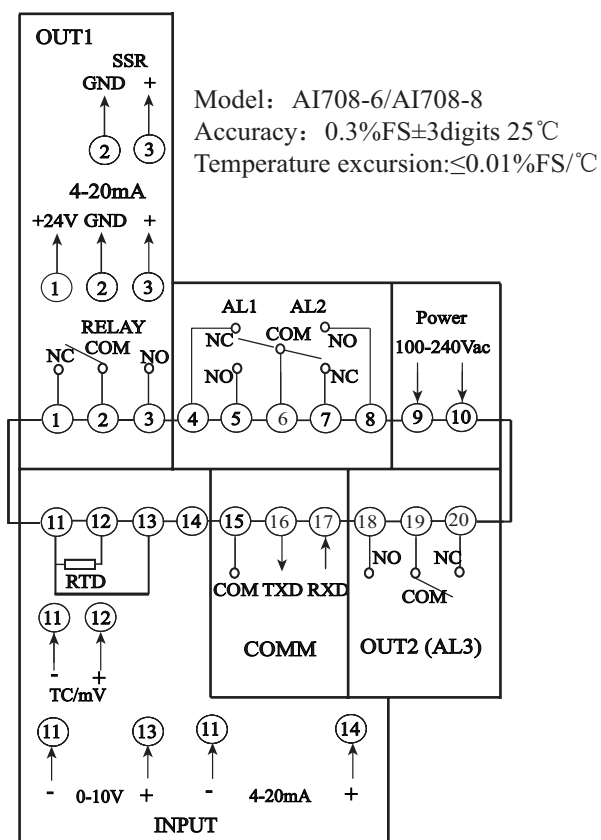 OUT1
SSR
GND +
2 3
Model: AI708-6/AI708-8
Accuracy: 0.3%FS±3digits 25℃
Temperature excursion:≤0.01%FS/℃
4-20mA
+24V GND +
1 2 3
RELAY
NC COM NO
AL1 AL2
NC COM NO
NO NC
Power
100-240Vac
1 2 3 4 5 6 7 8 9 10
11 12 13 14 15 16 17 18 19 20
RTD
COM TXD RXD
NO NC
COM
COMM
OUT2 (AL3)
11 12
- +
TC/mV
11 13 11 14
- 0-10V + - 4-20mA +
INPUT